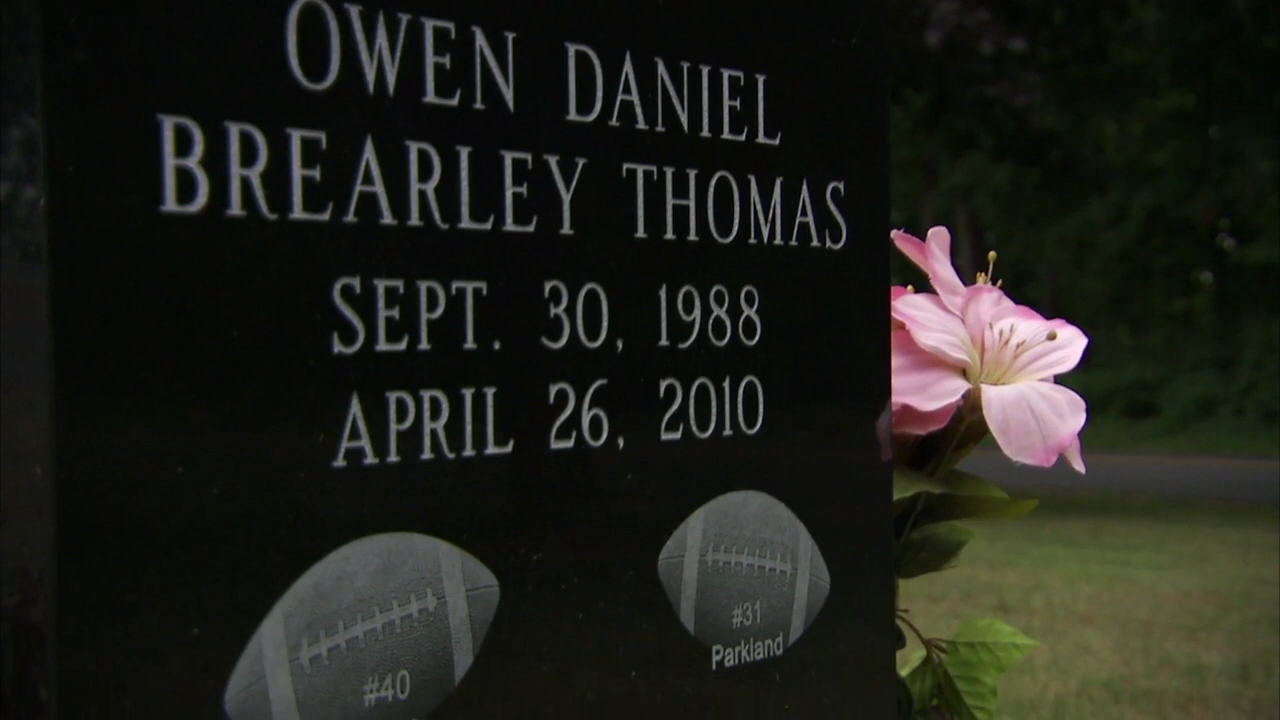 OWEN DANIEL
BREARLEY THOMAS
SEPT. 30, 1988
APRIL 26, 2010
#31
Parkland
#40